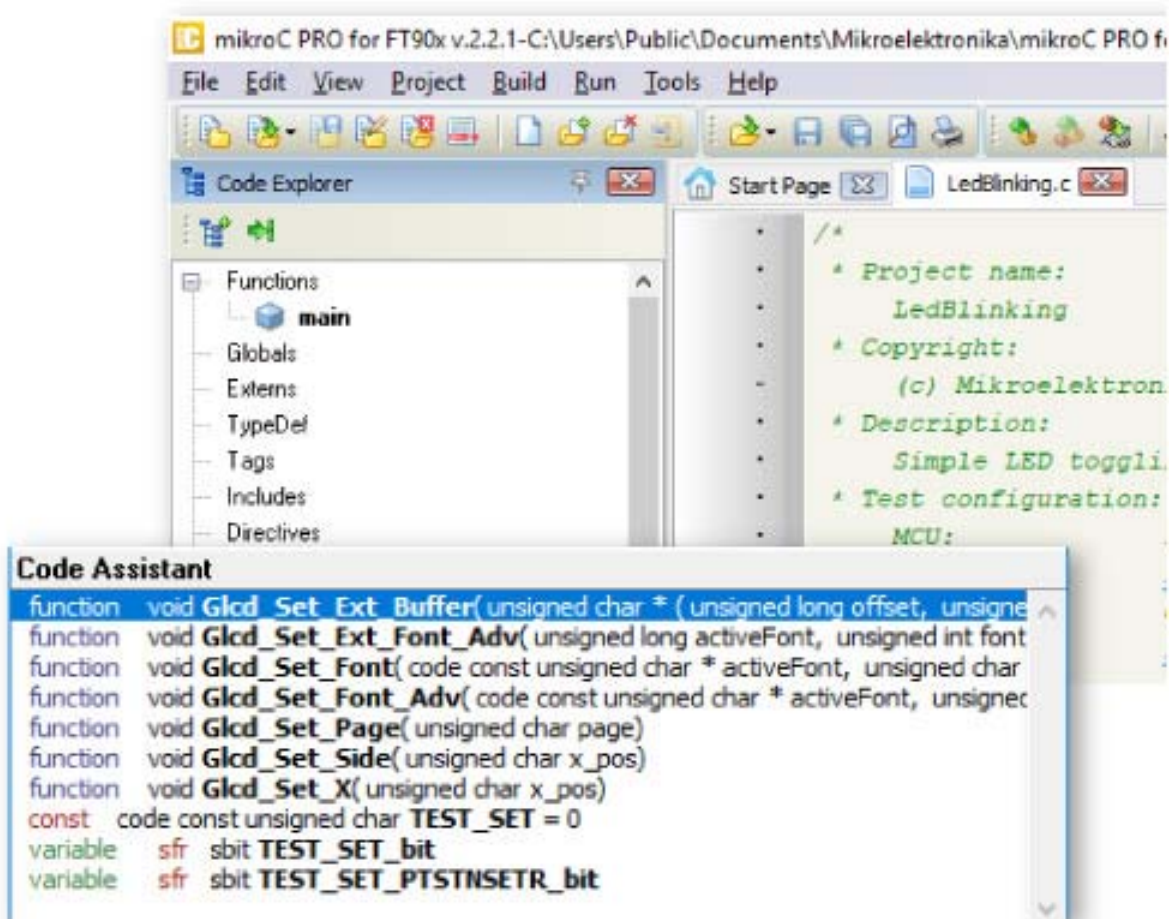 mikroC PRO for FT90x v.2.2.1-C:\Users\Public\Documents\Mikroelektronika\mikroC PRO f
File Edit View Project Build Run Tools Help
Code Explorer
Start Page
LedBlinking.c
Functions
main
Globals
Externs
TypeDef
Tags
Includes
Directives
/*
* Project name:
LedBlinking
* Copyright:
(c) Mikroelektron
* Description:
Simple LED toggli
* Test configuration:
MCU:
Code Assistant
function void Glcd_Set_Ext_Buffer( unsigned char * ( unsigned long offset, unsigne
function void Glcd_Set_Ext_Font_Adv( unsigned long activeFont, unsigned int font
function void Glcd_Set_Font( code const unsigned char * activeFont, unsigned char
function void Glcd_Set_Font_Adv( code const unsigned char * activeFont, unsigned
function void Glcd_Set_Page( unsigned char page)
function void Glcd_Set_Side( unsigned char x_pos)
function void Glcd_Set_X( unsigned char x_pos)
const code const unsigned char TEST_SET = 0
variable sfr sbit TEST_SET_bit
variable sfr sbit TEST_SET_PTSTNSETR_bit